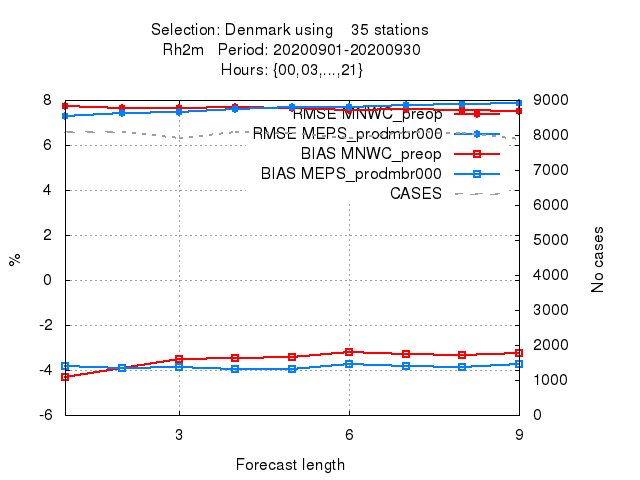 Selection: Denmark using 35 stations
Rh2m Period: 20200901-20200930
Hours: {00,03,...,21}
8 9000
RMSE MNWC_preop
8000
RMSE MEPS_prodmbr000
6
BIAS MNWC_preop
7000
BIAS MEPS_prodmbr000
4 CASES
6000
2 5000
%
No cases
0 4000
3000
-2
2000
-4
1000
-6 0
3 6 9
Forecast length